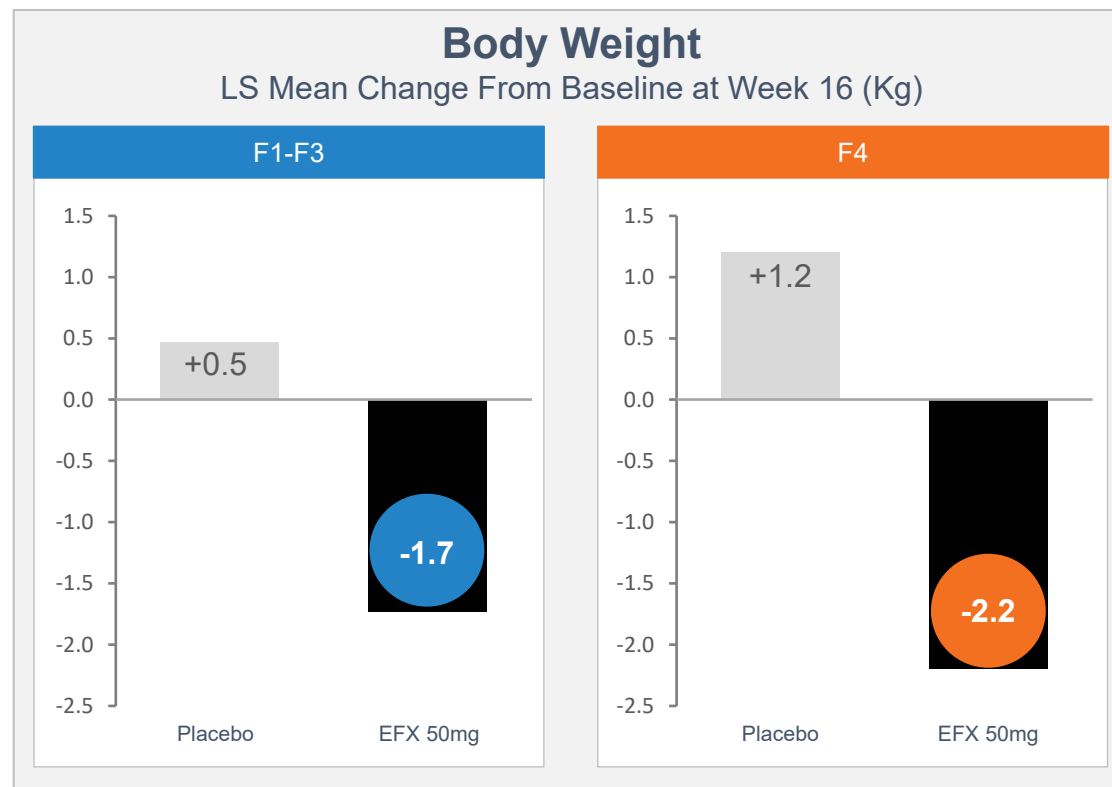 Body Weight
LS Mean Change From Baseline at Week 16 (Kg)
F1-F3
1.5
1.0
0.5
0.0
-0.5
-1.0
-1.5
-2.0
-2.5
+0.5
-1.7
Placebo
EFX 50mg
F4
1.5
1.0
0.5
0.0
-0.5
-1.0
-1.5
-2.0
-2.5
+1.2
-2.2
Placebo
EFX 50mg